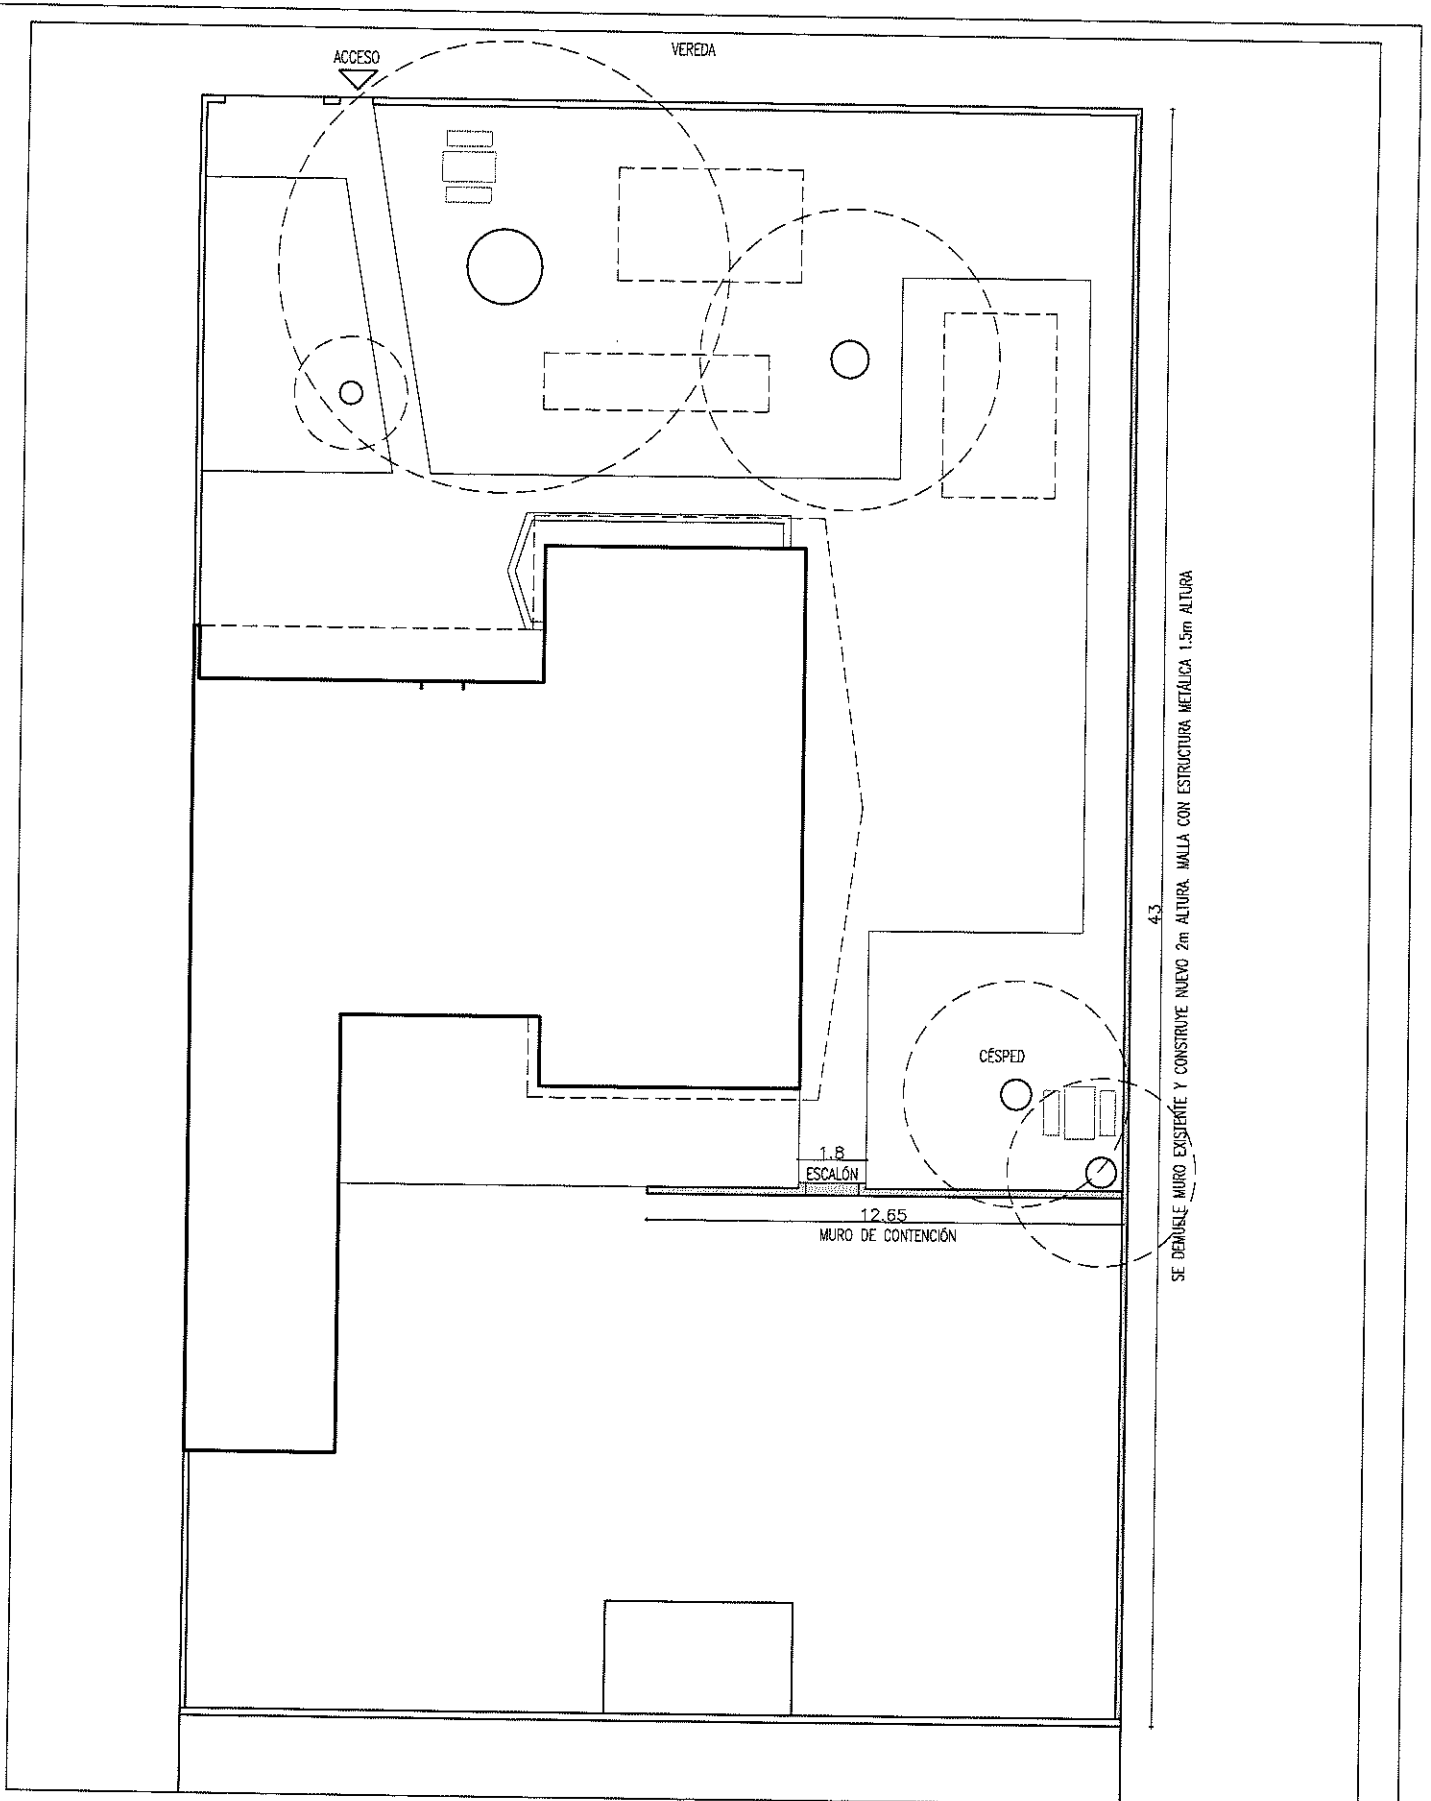 VEREDA
ACCESO
SE DEMUELE MURO EXISTENTE Y CONSTRUYE NUEVO 2m ALTURA. MALLA CON ESTRUCTURA METÁLICA 1.5m ALTURA
43
CÉSPED
1.8
ESCALÓN
12.65
MURO DE CONTENCIÓN